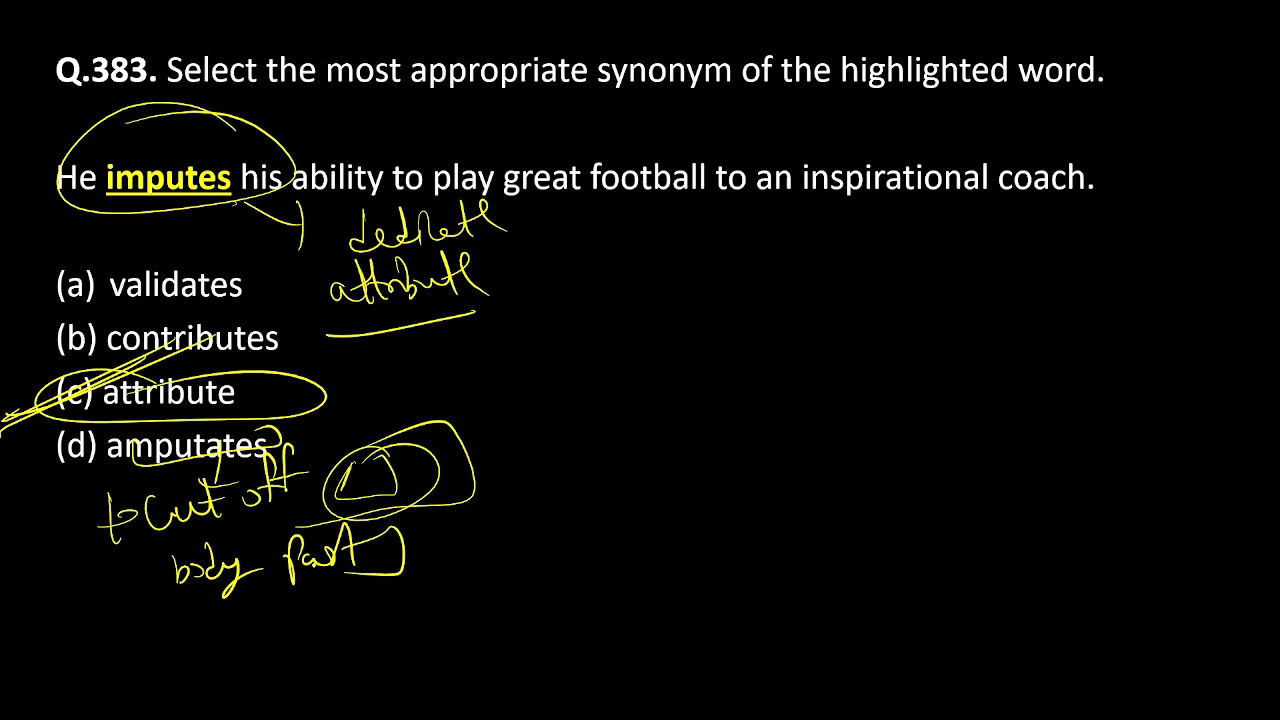 Q.383. Select the most appropriate synonym of the highlighted word.
He imputes his ability to play great football to an inspirational coach.
dedicate
(a) validates
attribute
(b) contributes
(c) attribute
(d) amputates
to cut off
body part